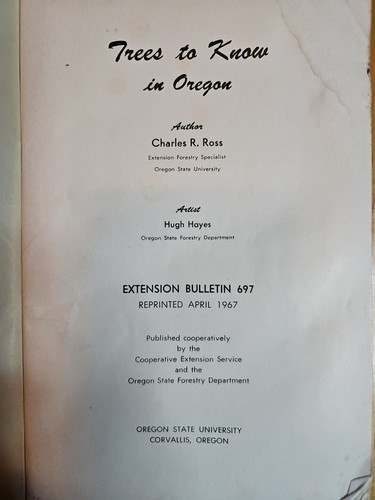 Trees to Know
in Oregon
Author
Charles R. Ross
Extension Forestry Specialist
Oregon State University
Artist
Hugh Hayes
Oregon State Forestry Department
EXTENSION BULLETIN 697
REPRINTED APRIL 1967
Published cooperatively
by the
Cooperative Extension Service
and the
Oregon State Forestry Department
OREGON STATE UNIVERSITY
CORVALLIS, OREGON